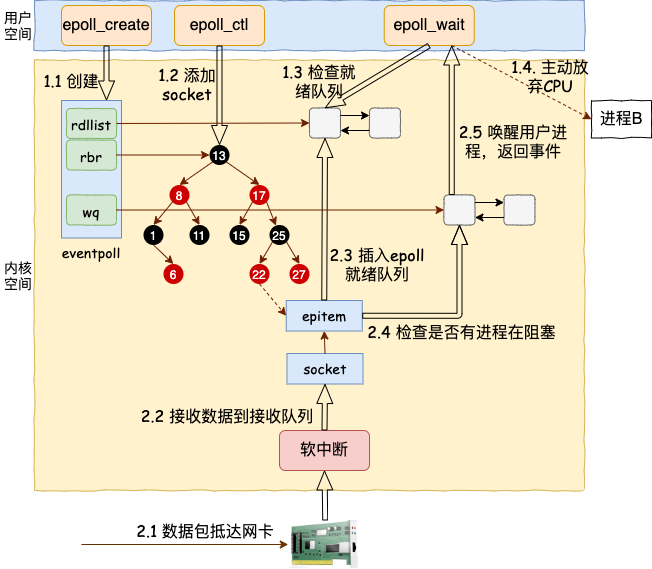 用户
空间
epoll_create
epoll_ctl
epoll_wait
1.1 创建
1.2 添加
socket
1.3 检查就
绪队列
1.4. 主动放
弃CPU
进程B
rdllist
rbr
wq
eventpoll
13
8
17
1
11
15
25
6
22
27
2.5 唤醒用户进
程，返回事件
内核
空间
2.3 插入epoll
就绪队列
epitem
2.4 检查是否有进程在阻塞
socket
2.2 接收数据到接收队列
软中断
2.1 数据包抵达网卡